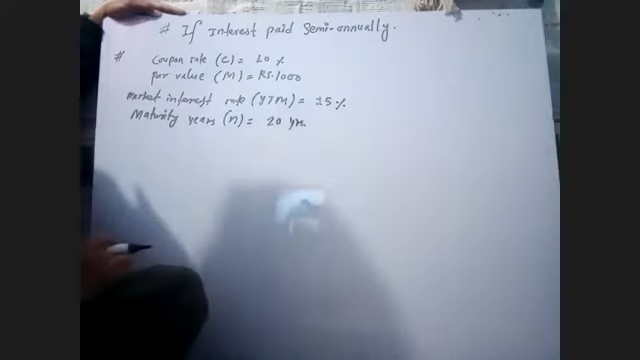 # If Interest paid Semi-annually.
# Coupon rate (C) = 10 %
par value (M) = RS.1000
market interest rate (YTM) = 15 %
Maturity years (n) = 20 yrs.